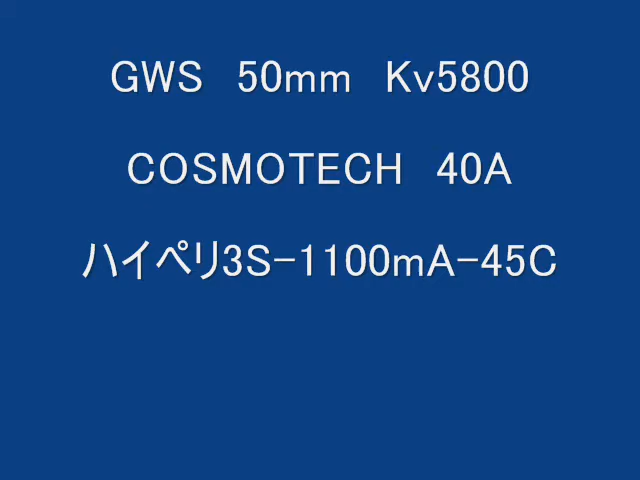 GWS　50mm　Kv5800
COSMOTECH　40A
ハイペリ3S-1100mA-45C